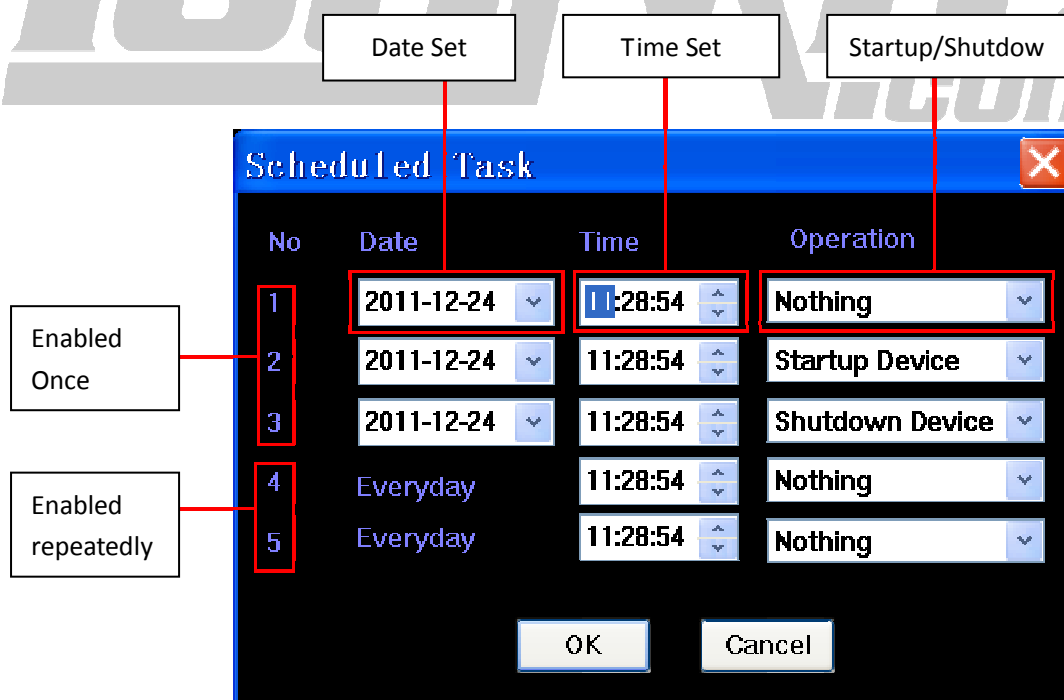 Date Set
Time Set
Startup/Shutdow
Scheduled Task
No Date Time Operation
1 2011-12-24 11:28:54 Nothing
Enabled
Once
2 2011-12-24 11:28:54 Startup Device
3 2011-12-24 11:28:54 Shutdown Device
Enabled
repeatedly
4 Everyday 11:28:54 Nothing
5 Everyday 11:28:54 Nothing
OK Cancel